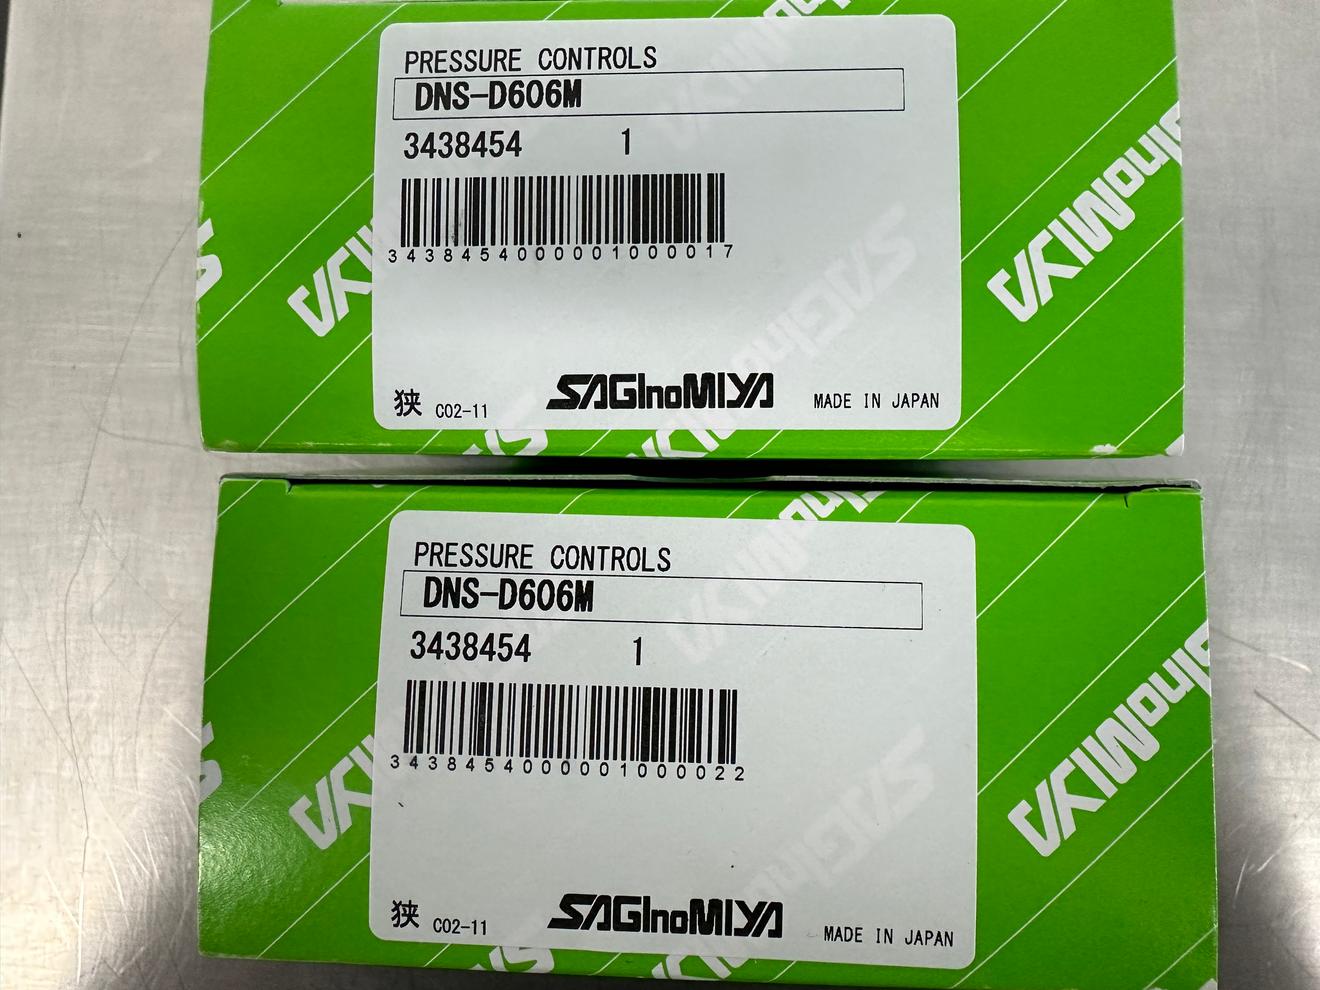 PRESSURE CONTROLS
DNS-D606M
3438454 1
3438454000001000017
狭 C02-11 SAGInoMIYA MADE IN JAPAN
PRESSURE CONTROLS
DNS-D606M
3438454 1
3438454000001000022
狭 C02-11 SAGInoMIYA MADE IN JAPAN